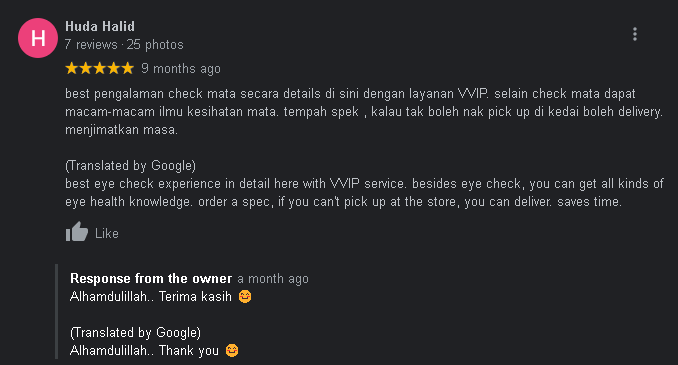 H
Huda Halid
7 reviews · 25 photos
9 months ago
best pengalaman check mata secara details di sini dengan layanan VVIP. selain check mata dapat
macam-macam ilmu kesihatan mata. tempah spek , kalau tak boleh nak pick up di kedai boleh delivery.
menjimatkan masa.
(Translated by Google)
best eye check experience in detail here with VVIP service. besides eye check, you can get all kinds of
eye health knowledge. order a spec, if you can't pick up at the store, you can deliver. saves time.
Like
Response from the owner a month ago
Alhamdulillah.. Terima kasih 😊
(Translated by Google)
Alhamdulillah.. Thank you 😊